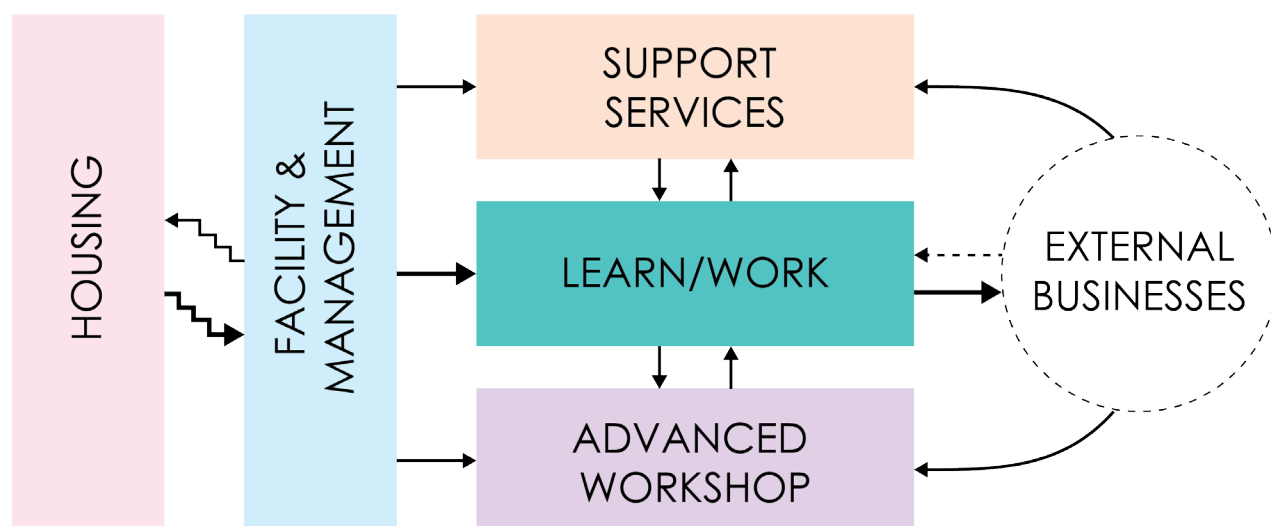 HOUSING
FACILITY &
MANAGEMENT
SUPPORT
SERVICES
LEARN/WORK
ADVANCED
WORKSHOP
EXTERNAL
BUSINESSES